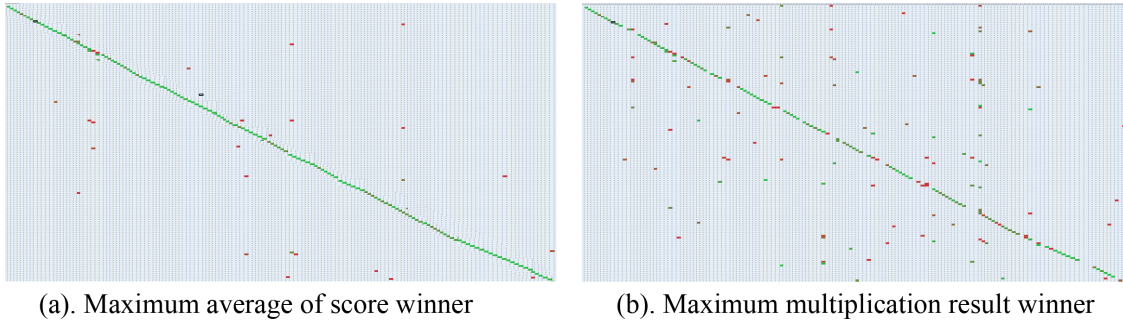 (a). Maximum average of score winner
(b). Maximum multiplication result winner